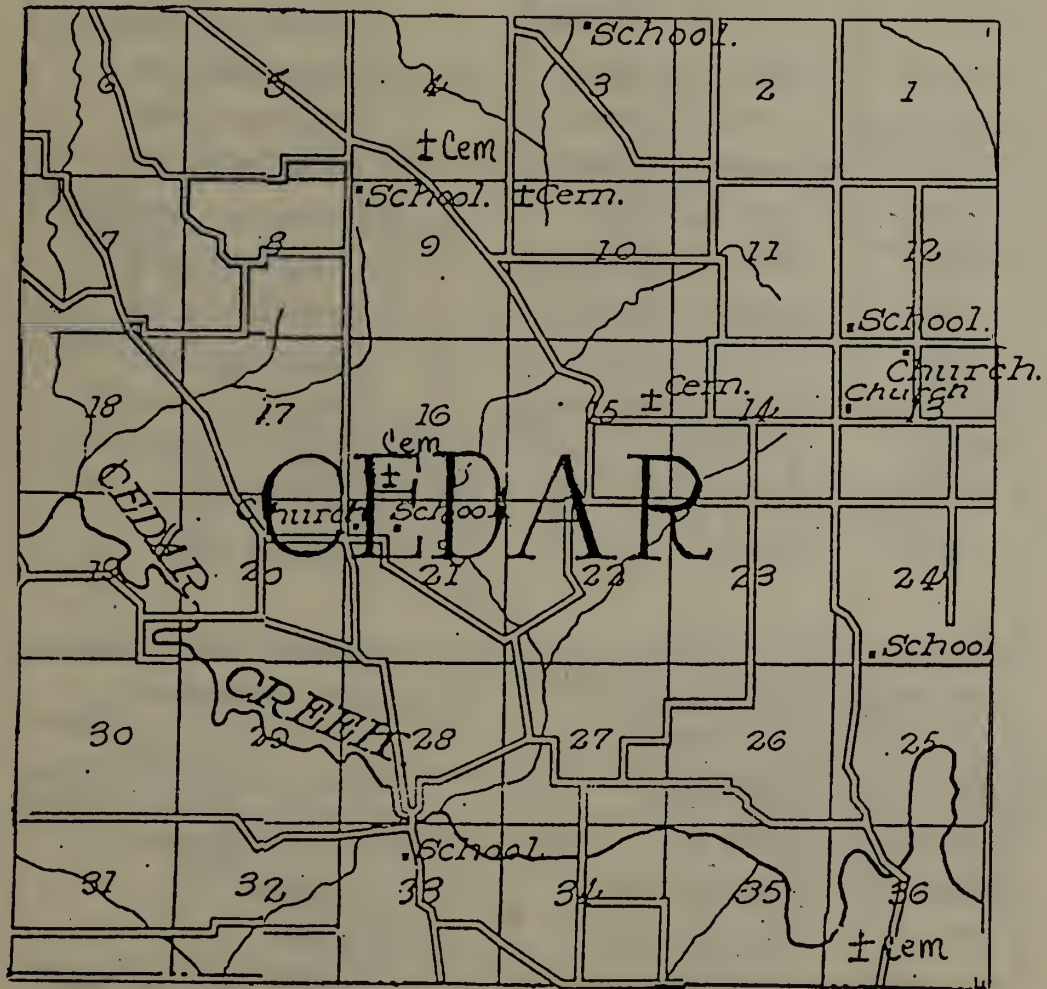 School.
6 5 4 3 2 1
Cem
School. Cem.
7 8 9 10 11 12
School.
Church.
Cem. Church
18 17 16 15 14 13
Cem
CEDAR
CEDAR
Church School
19 20 21 22 23 24
School
CREEK
30 29 28 27 26 25
School
31 32 33 34 35 36
Cem